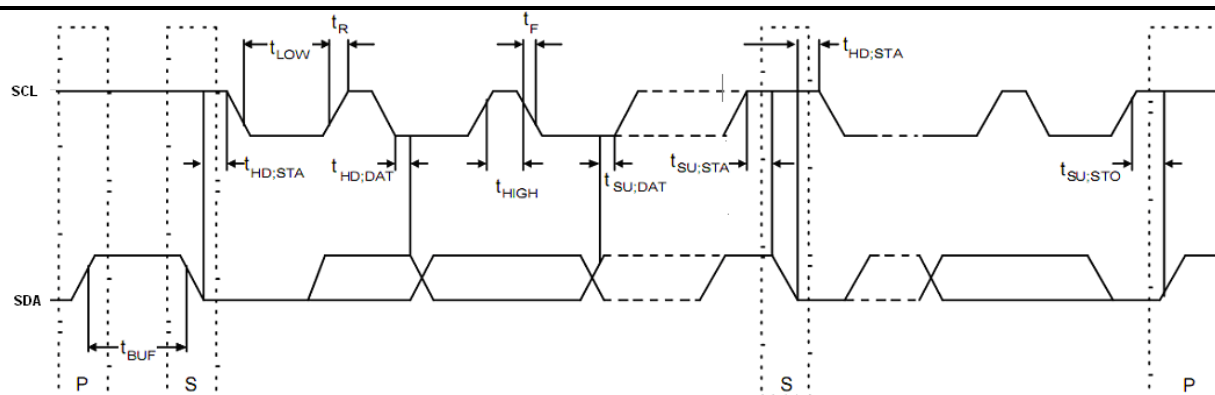 tR
tF
tLOW
tHD;STA
SCL
tHD;STA
tHD;DAT
tHIGH
tSU;DAT
tSU;STA
tSU;STO
SDA
tBUF
P
S
S
P